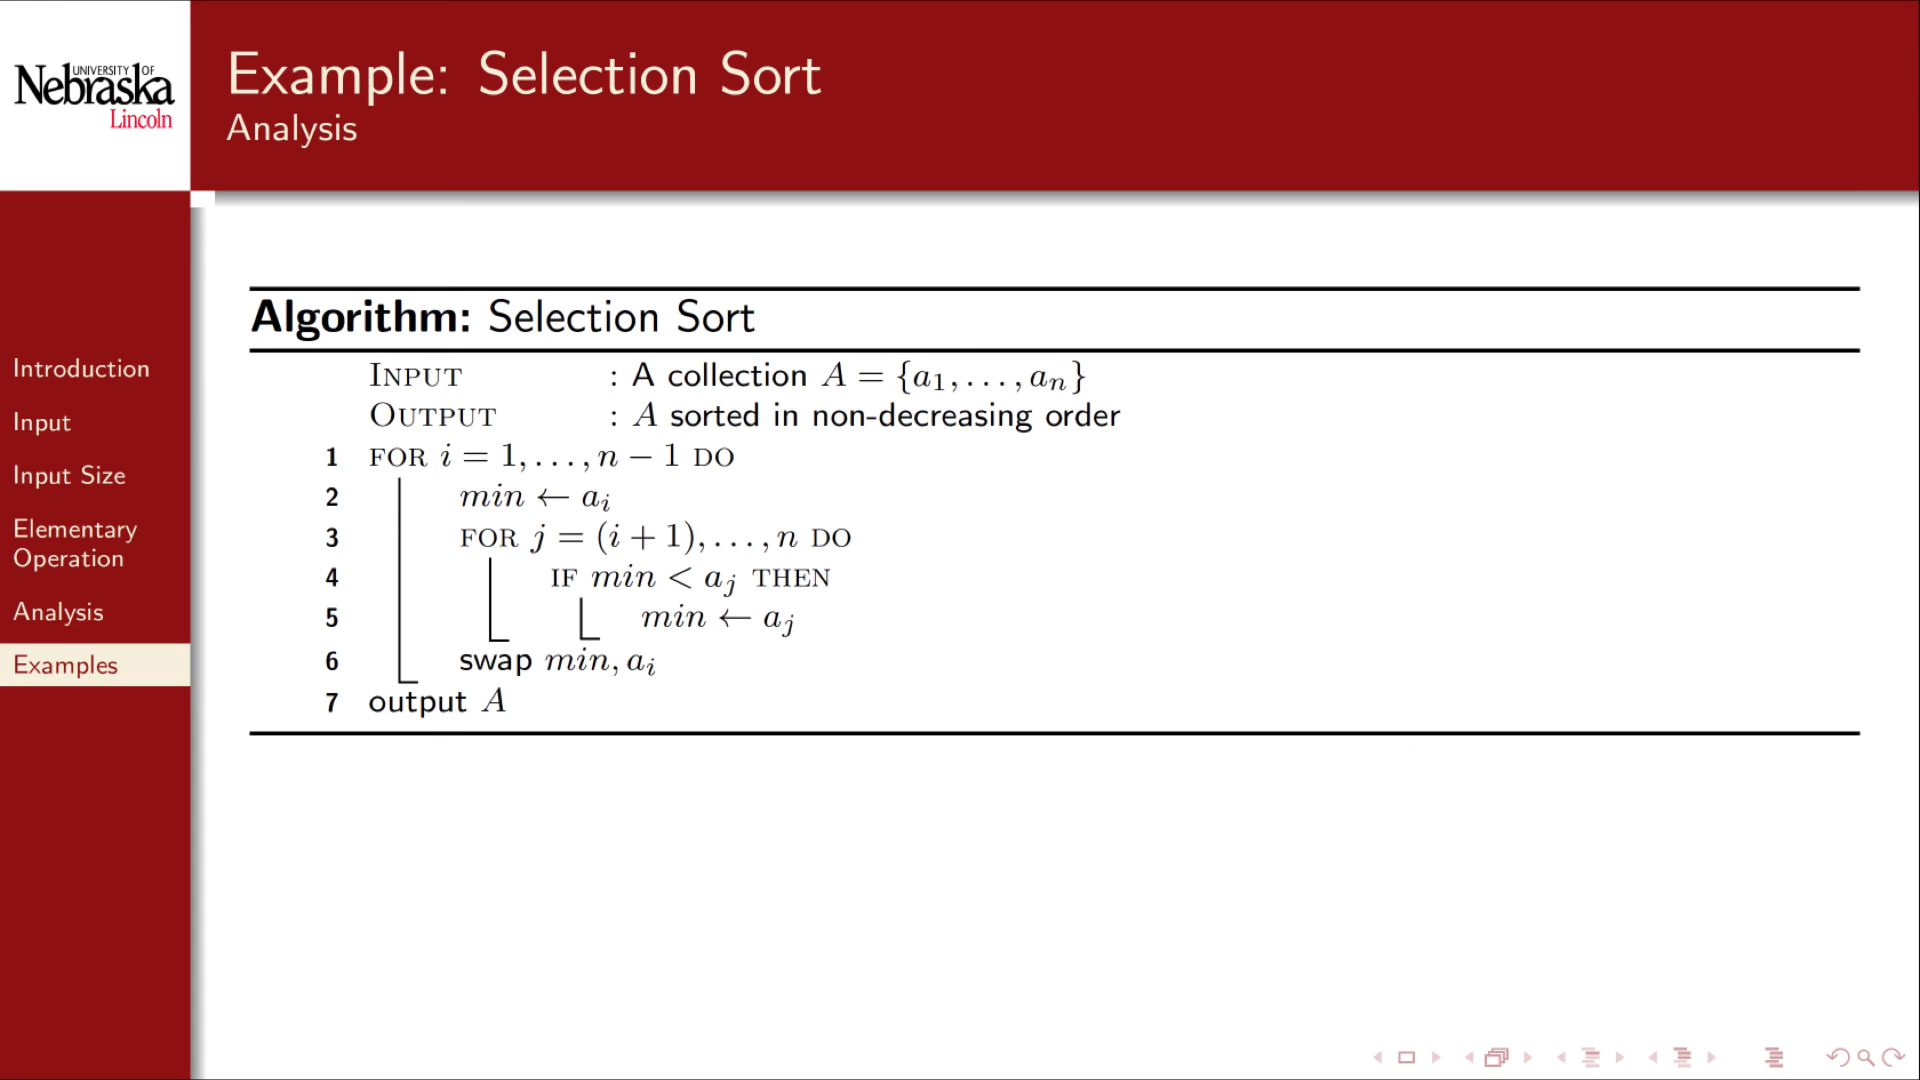 UNIVERSITY OF
Nebraska
Lincoln
Example: Selection Sort
Analysis
Introduction
Input
Input Size
Elementary
Operation
Analysis
Examples
Algorithm: Selection Sort
INPUT : A collection A = {a₁, . . . , aₙ}
OUTPUT : A sorted in non-decreasing order
1 FOR i = 1, . . . , n − 1 DO
2 min ← aᵢ
3 FOR j = (i + 1), . . . , n DO
4 IF min < aⱼ THEN
5 min ← aⱼ
6 swap min, aᵢ
7 output A